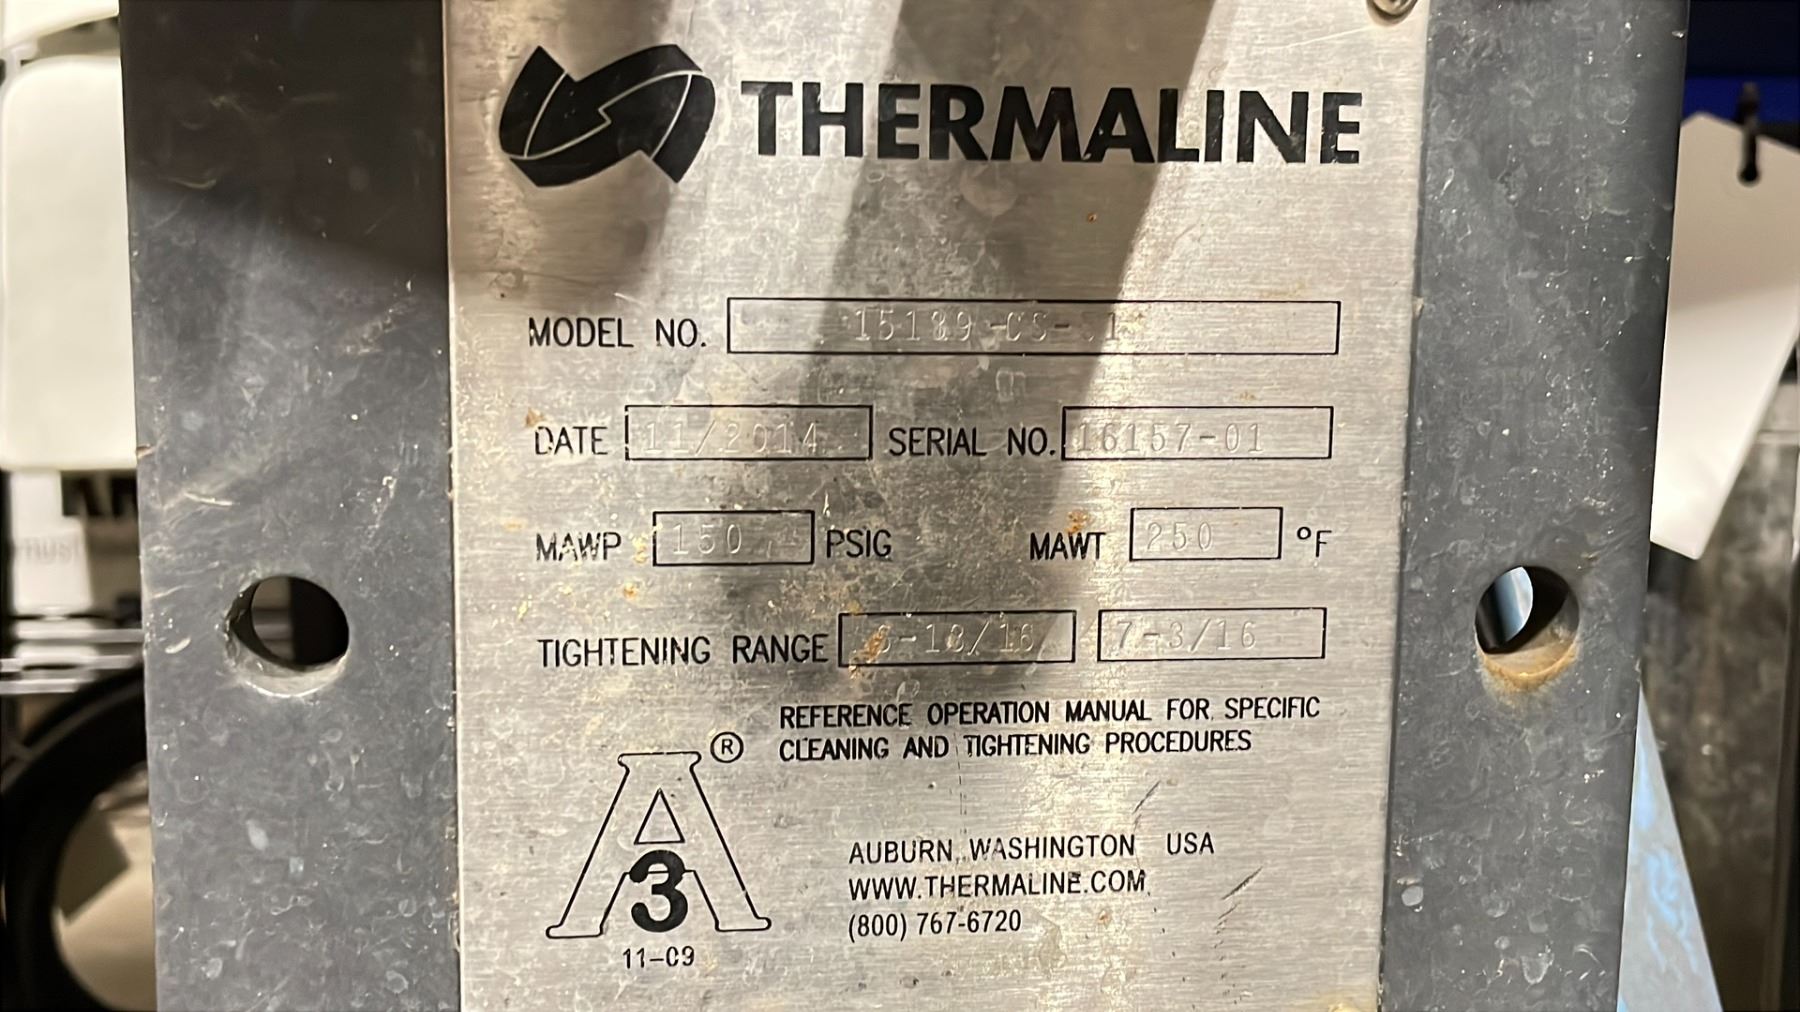 THERMALINE
MODEL NO.
DATE 11/2014 SERIAL NO. 16157-01
MAWP 150 PSIG MAWT 250 °F
TIGHTENING RANGE 7-3/16
REFERENCE OPERATION MANUAL FOR SPECIFIC
CLEANING AND TIGHTENING PROCEDURES
®
A
3
11-09
AUBURN, WASHINGTON USA
WWW.THERMALINE.COM
(800) 767-6720